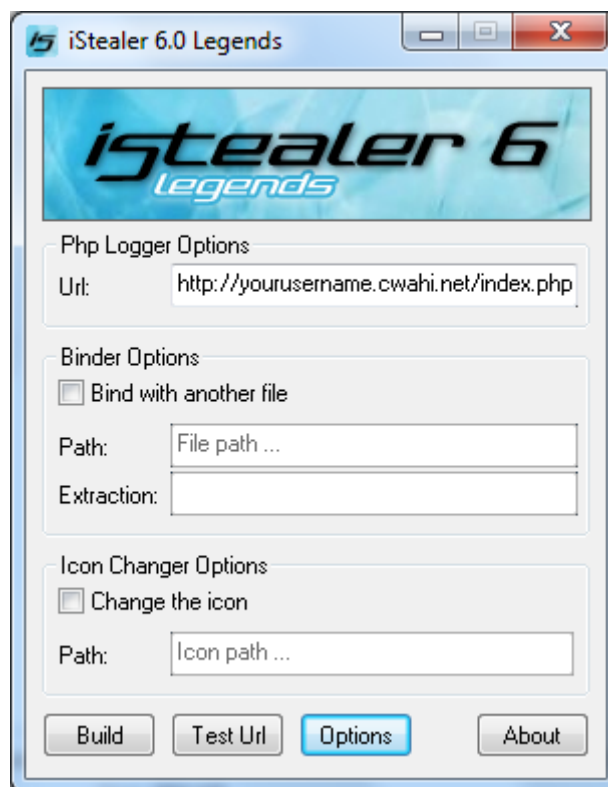 iStealer 6.0 Legends
istealer 6
legends
Php Logger Options
Url: http://yourusername.cwahi.net/index.php
Binder Options
Bind with another file
Path: File path ...
Extraction:
Icon Changer Options
Change the icon
Path: Icon path ...
Build Test Url Options About